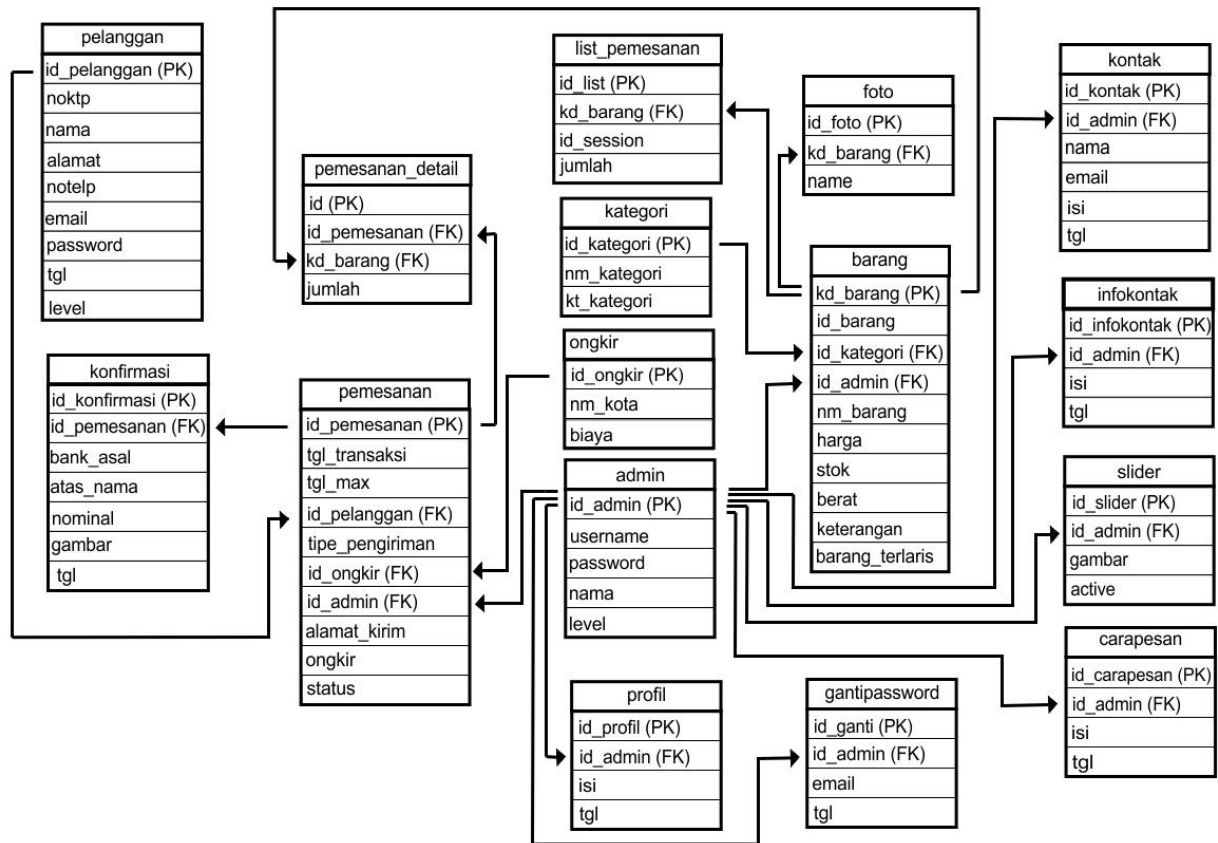 pelanggan
id_pelanggan (PK)
noktp
nama
alamat
notelp
email
password
tgl
level
konfirmasi
id_konfirmasi (PK)
id_pemesanan (FK)
bank_asal
atas_nama
nominal
gambar
tgl
pemesanan_detail
id (PK)
id_pemesanan (FK)
kd_barang (FK)
jumlah
pemesanan
id_pemesanan (PK)
tgl_transaksi
tgl_max
id_pelanggan (FK)
tipe_pengiriman
id_ongkir (FK)
id_admin (FK)
alamat_kirim
ongkir
status
list_pemesanan
id_list (PK)
kd_barang (FK)
id_session
jumlah
kategori
id_kategori (PK)
nm_kategori
kt_kategori
ongkir
id_ongkir (PK)
nm_kota
biaya
admin
id_admin (PK)
username
password
nama
level
profil
id_profil (PK)
id_admin (FK)
isi
tgl
foto
id_foto (PK)
kd_barang (FK)
name
barang
kd_barang (PK)
id_barang
id_kategori (FK)
id_admin (FK)
nm_barang
harga
stok
berat
keterangan
barang_terlaris
gantipassword
id_ganti (PK)
id_admin (FK)
email
tgl
kontak
id_kontak (PK)
id_admin (FK)
nama
email
isi
tgl
infokontak
id_infokontak (PK)
id_admin (FK)
isi
tgl
slider
id_slider (PK)
id_admin (FK)
gambar
active
carapesan
id_carapesan (PK)
id_admin (FK)
isi
tgl